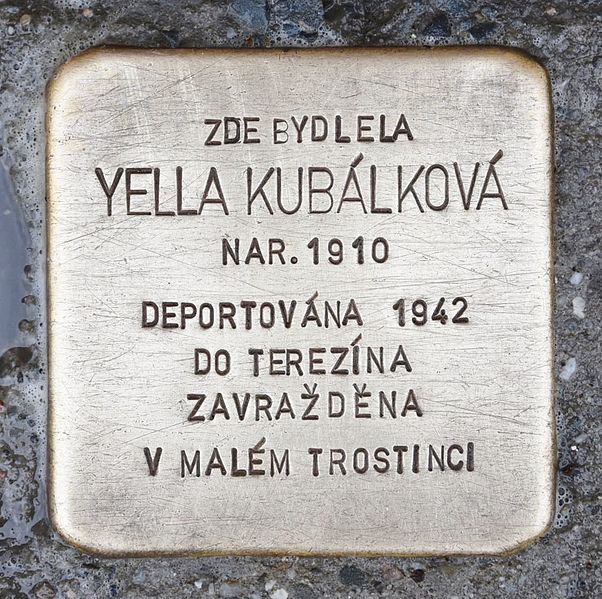 ZDE BYDLELA
YELLA KUBÁLKOVÁ
NAR. 1910
DEPORTOVÁNA 1942
DO TEREZÍNA
ZAVRAŽDĚNA
V MALÉM TROSTINCI